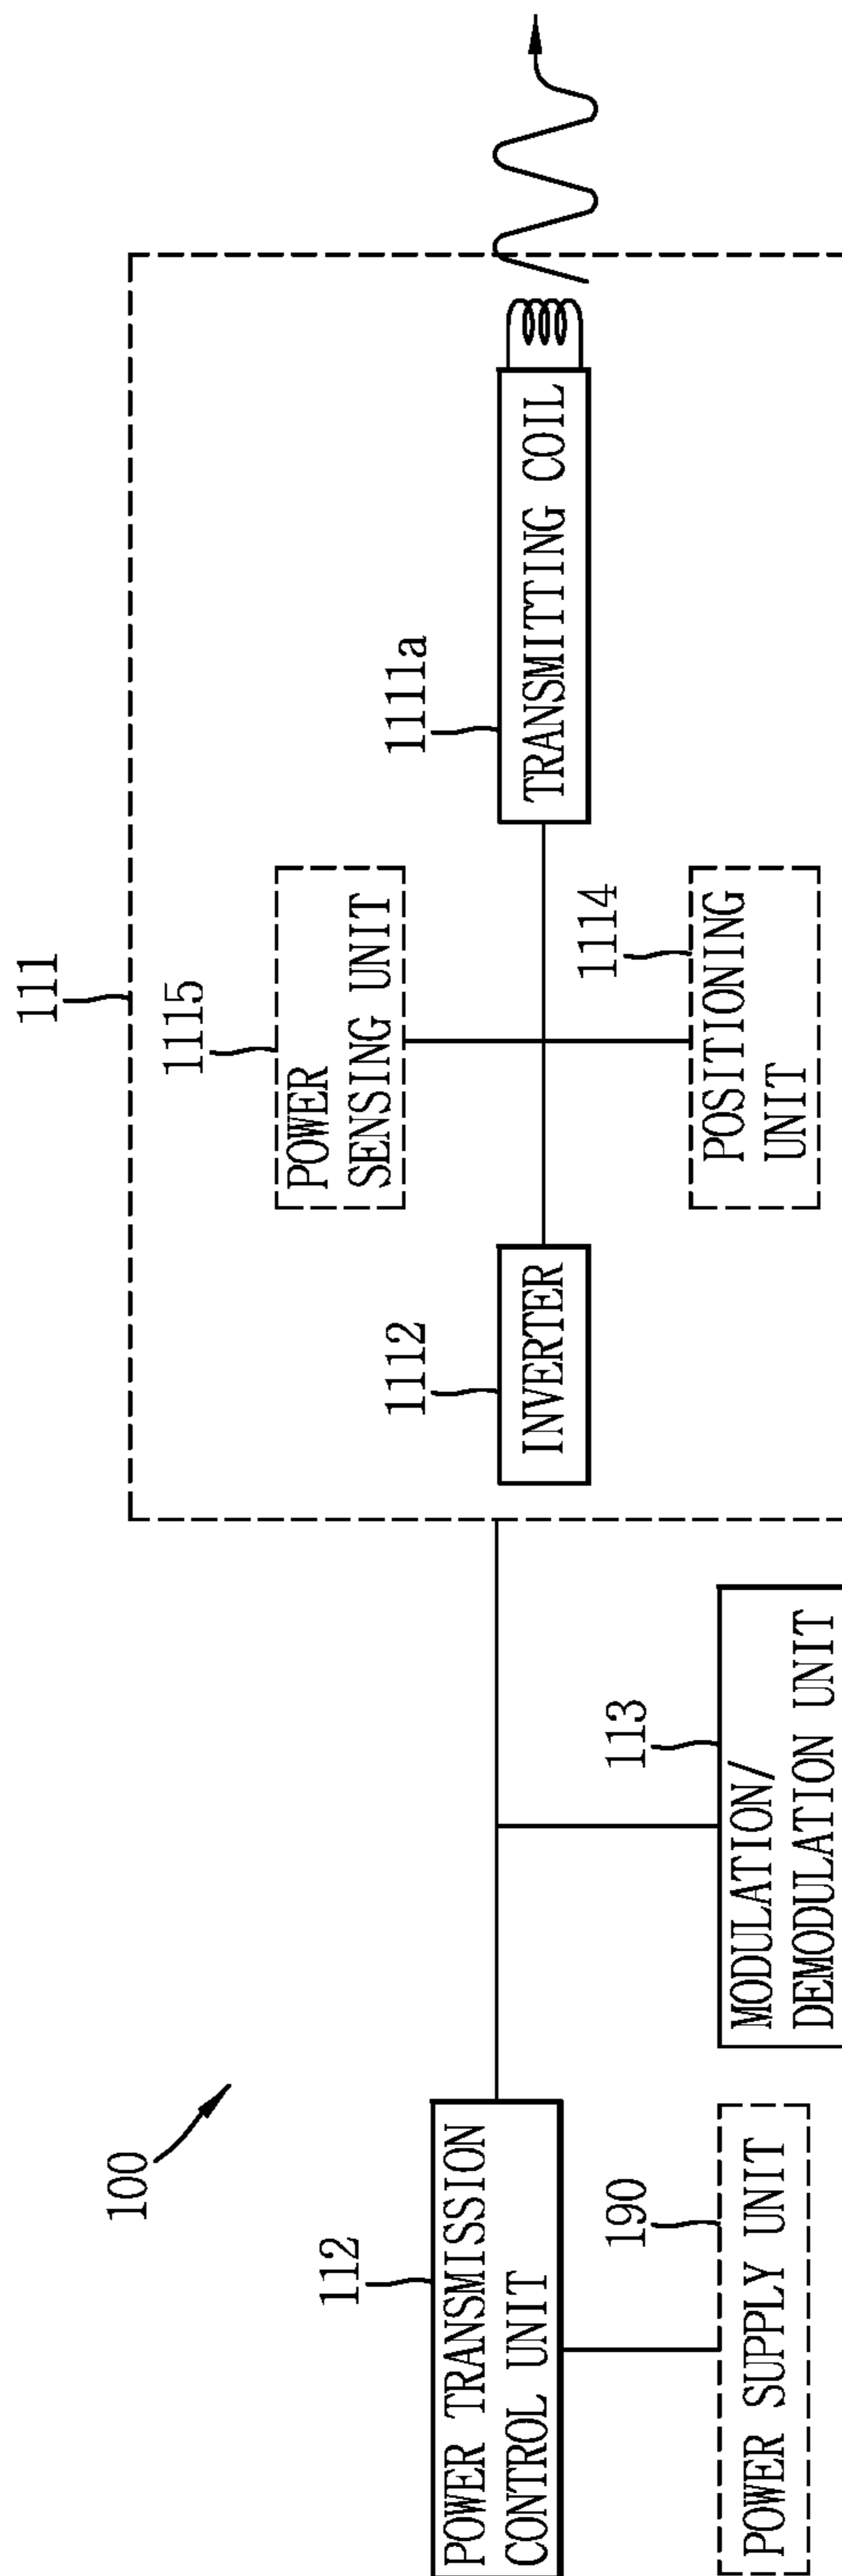 100
111
112
POWER TRANSMISSION
CONTROL UNIT
190
POWER SUPPLY UNIT
113
MODULATION/
DEMODULATION UNIT
1112
INVERTER
1115
POWER
SENSING UNIT
1114
POSITIONING
UNIT
1111a
TRANSMITTING COIL